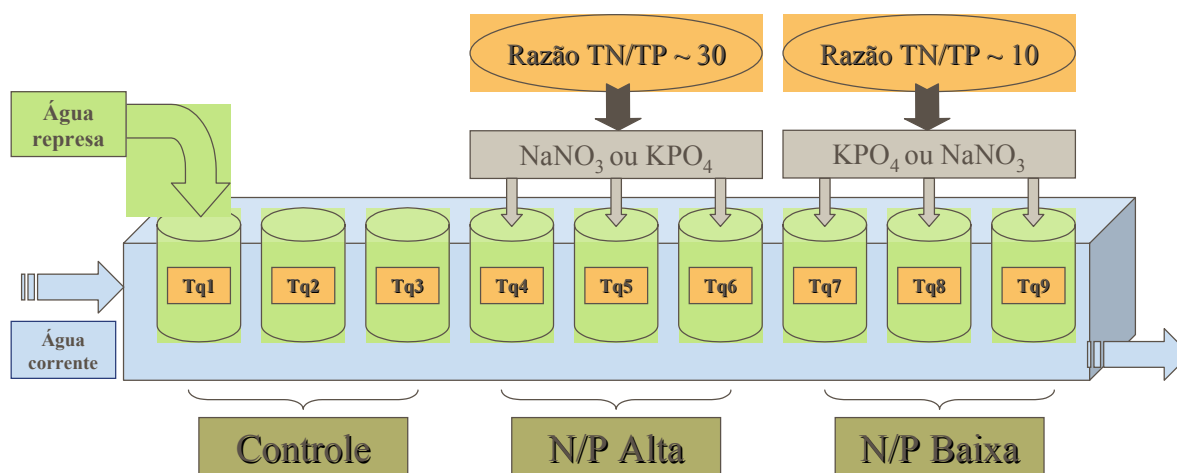 Razão TN/TP ~ 30
Razão TN/TP ~ 10
Água
represa
NaNO₃ ou KPO₄
KPO₄ ou NaNO₃
Tq1
Tq2
Tq3
Tq4
Tq5
Tq6
Tq7
Tq8
Tq9
Água
corrente
Controle
N/P Alta
N/P Baixa